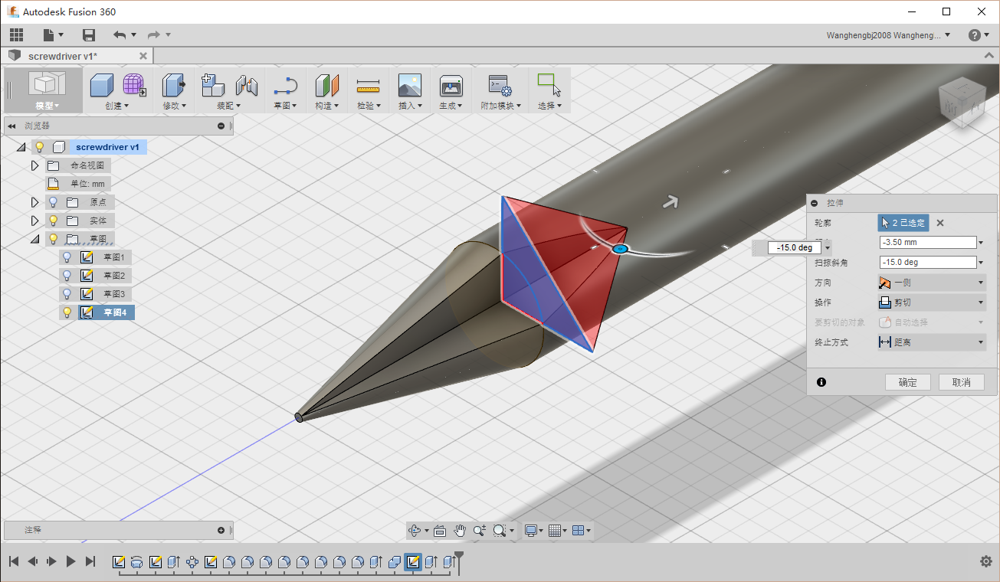 Autodesk Fusion 360
Wanghengbj2008 Wanghengl...
screwdriver v1*
模型
创建
修改
装配
草图
构造
检验
插入
生成
附加模块
选择
浏览器
screwdriver v1
命名视图
单位: mm
原点
实体
草图
草图1
草图2
草图3
草图4
-15.0 deg
拉伸
轮廓
2 已选定
-3.50 mm
扫掠斜角
-15.0 deg
方向
一侧
操作
剪切
要剪切的对象
自动选择
终止方式
距离
确定
取消
注释